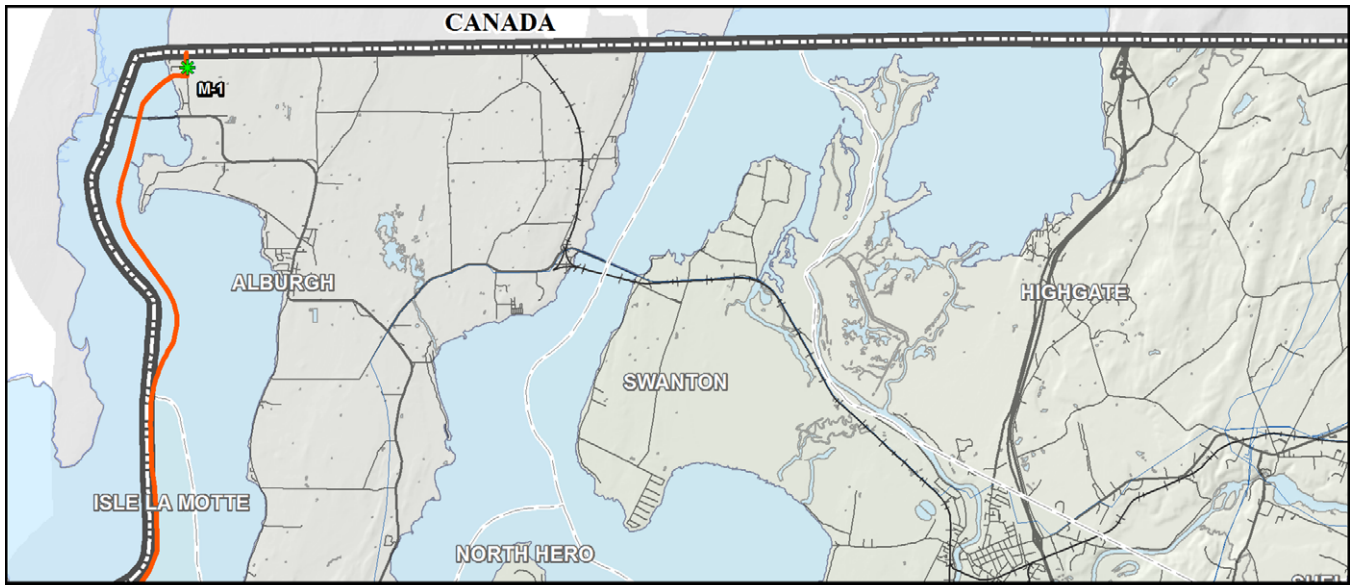 CANADA
M-1
ALBURGH
HIGHGATE
SWANTON
ISLE LA MOTTE
NORTH HERO